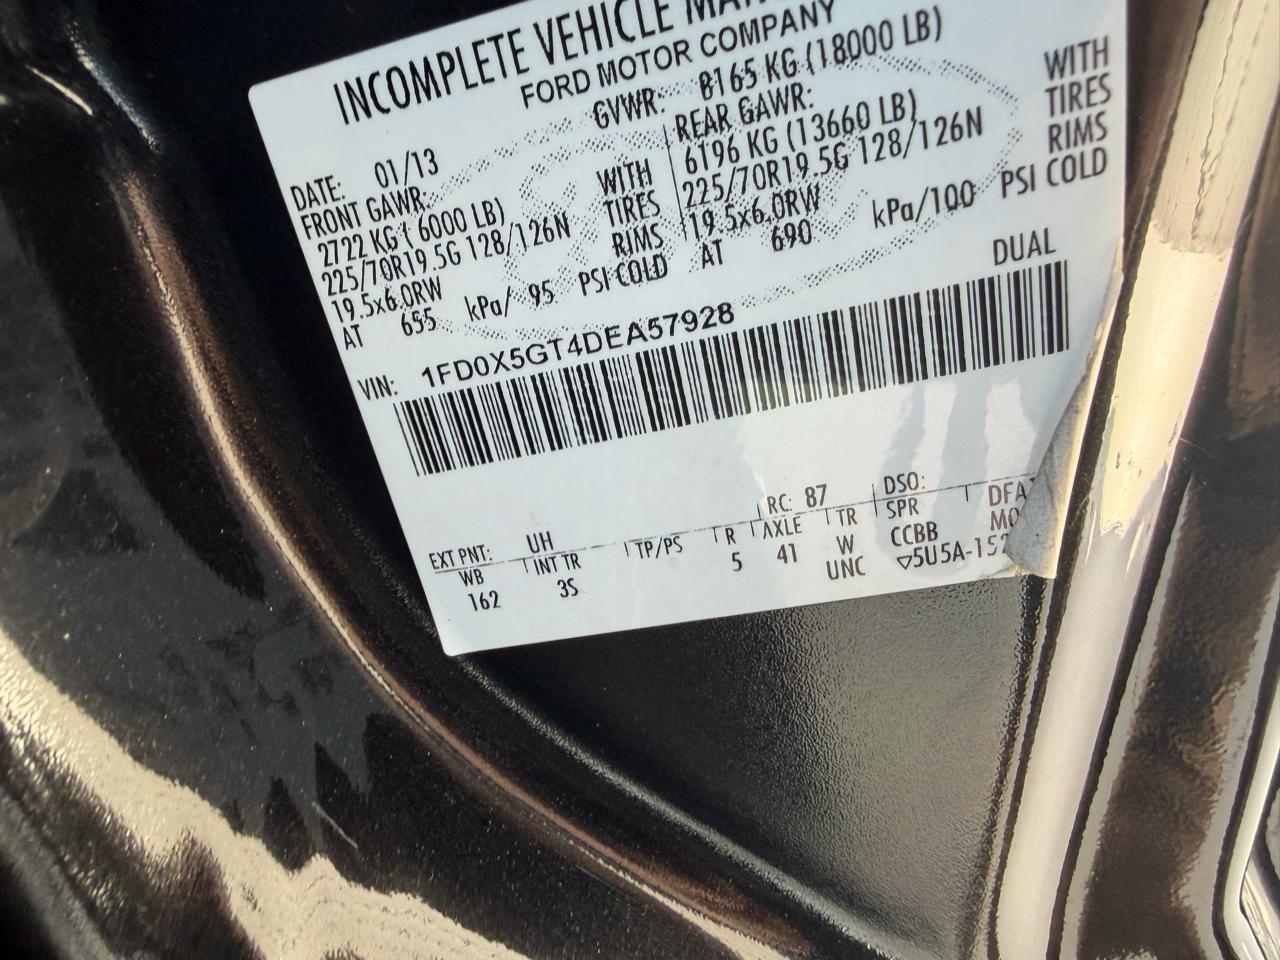 INCOMPLETE VEHICLE
FORD MOTOR COMPANY
DATE: 01/13 GVWR: 8165 KG (18000 LB)
FRONT GAWR: REAR GAWR:
2722 KG ( 6000 LB) WITH 6196 KG (13660 LB) WITH
225/70R19.5G 128/126N TIRES 225/70R19.5G 128/126N TIRES
19.5x6.0RW RIMS 19.5x6.0RW RIMS
AT 655 kPa/ 95 PSI COLD AT 690 kPa/100 PSI COLD
VIN: 1FD0X5GT4DEA57928 DUAL
EXT PNT: UH RC: 87 DSO:
WB INT TR TP/PS R AXLE TR SPR
162 3S 5 41 W CCBB
UNC ▽5U5A-